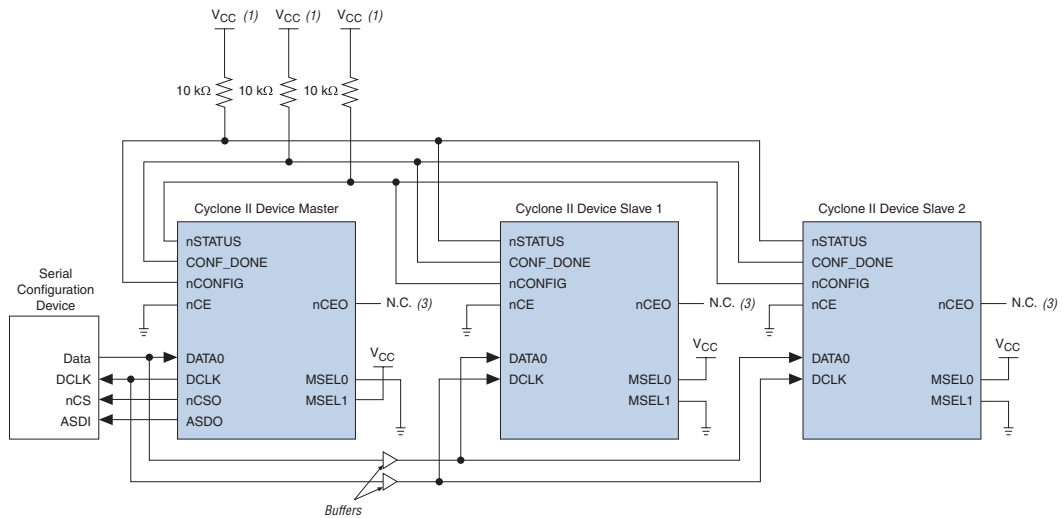 VCC (1) VCC (1) VCC (1)
10 kΩ 10 kΩ 10 kΩ
Cyclone II Device Master
nSTATUS
CONF_DONE
nCONFIG
nCE
nCEO
N.C. (3)
DATA0
DCLK
nCSO
ASDO
MSEL0
MSEL1
VCC
Serial
Configuration
Device
Data
DCLK
nCS
ASDI
Cyclone II Device Slave 1
nSTATUS
CONF_DONE
nCONFIG
nCE
nCEO
N.C. (3)
DATA0
DCLK
MSEL0
MSEL1
VCC
Cyclone II Device Slave 2
nSTATUS
CONF_DONE
nCONFIG
nCE
nCEO
N.C. (3)
DATA0
DCLK
MSEL0
MSEL1
VCC
Buffers